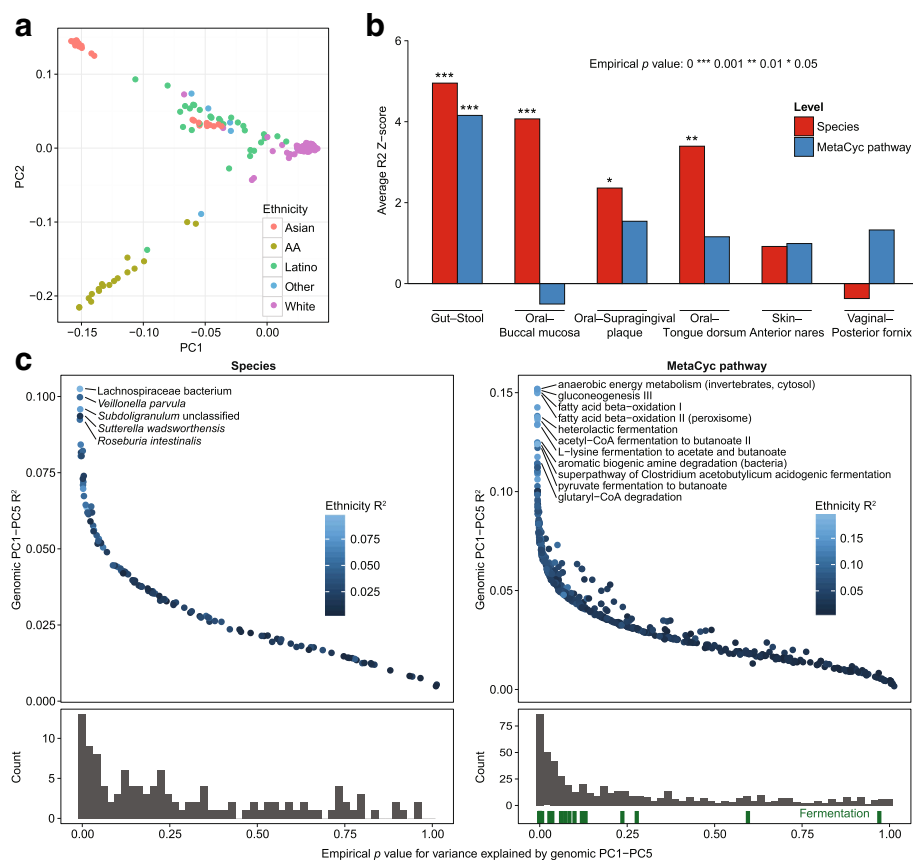 a
PC2
0.1
0.0
−0.1
−0.2
−0.15
−0.10
−0.05
0.00
PC1
Ethnicity
Asian
AA
Latino
Other
White
b
Average R2 Z−score
6
4
2
0
Empirical p value: 0 *** 0.001 ** 0.01 * 0.05
Level
Species
MetaCyc pathway
***
***
***
*
**
Gut–Stool
Oral–
Buccal mucosa
Oral–Supragingival
plaque
Oral–
Tongue dorsum
Skin–
Anterior nares
Vaginal–
Posterior fornix
c
Species
Genomic PC1−PC5 R²
0.100
0.075
0.050
0.025
0.000
Lachnospiraceae bacterium
Veillonella parvula
Subdoligranulum unclassified
Sutterella wadsworthensis
Roseburia intestinalis
Ethnicity R²
0.075
0.050
0.025
Count
10
5
0
0.00
0.25
0.50
0.75
1.00
MetaCyc pathway
Genomic PC1−PC5 R²
0.15
0.10
0.05
0.00
anaerobic energy metabolism (invertebrates, cytosol)
gluconeogenesis III
fatty acid beta−oxidation I
fatty acid beta−oxidation II (peroxisome)
heterolactic fermentation
acetyl−CoA fermentation to butanoate II
L−lysine fermentation to acetate and butanoate
aromatic biogenic amine degradation (bacteria)
superpathway of Clostridium acetobutylicum acidogenic fermentation
pyruvate fermentation to butanoate
glutaryl−CoA degradation
Ethnicity R²
0.15
0.10
0.05
Count
75
50
25
0
Fermentation
0.00
0.25
0.50
0.75
1.00
Empirical p value for variance explained by genomic PC1−PC5